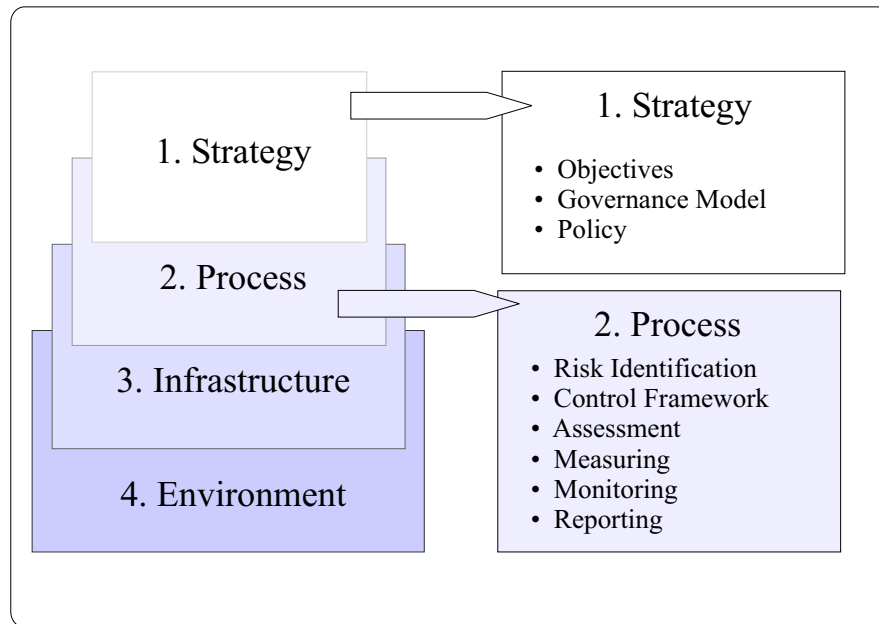 1. Strategy
2. Process
3. Infrastructure
4. Environment
1. Strategy
• Objectives
• Governance Model
• Policy
2. Process
• Risk Identification
• Control Framework
• Assessment
• Measuring
• Monitoring
• Reporting